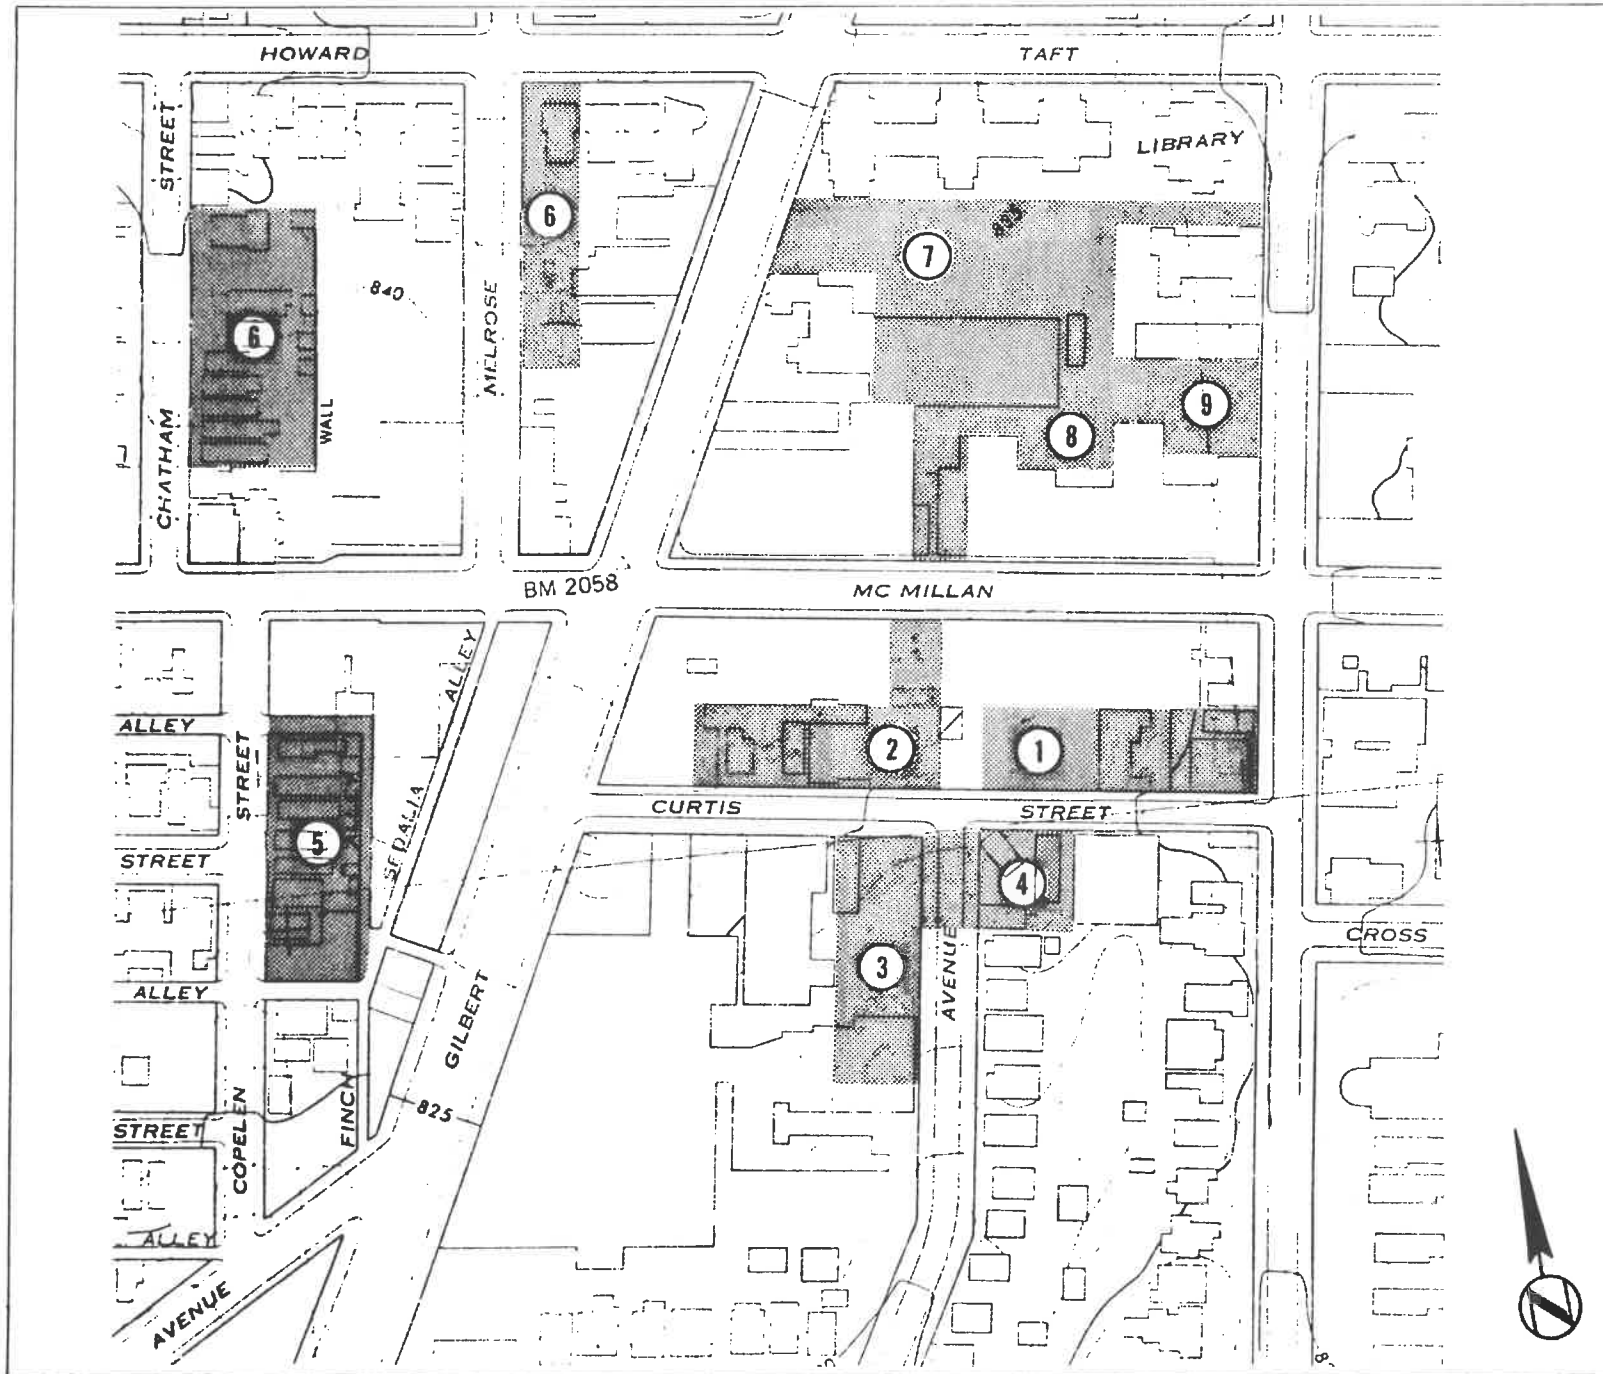 HOWARD
TAFT
STREET
LIBRARY
6
835
7
840
MELROSE
6
WALL
9
8
CHATHAM
BM 2058
MC MILLAN
ALLEY
ALLEY
STREET
2
1
SEDALIA
CURTIS
STREET
5
STREET
4
CROSS
3
AVENUE
ALLEY
GILBERT
825
FINCH
STREET
COPELEN
ALLEY
AVENUE
N